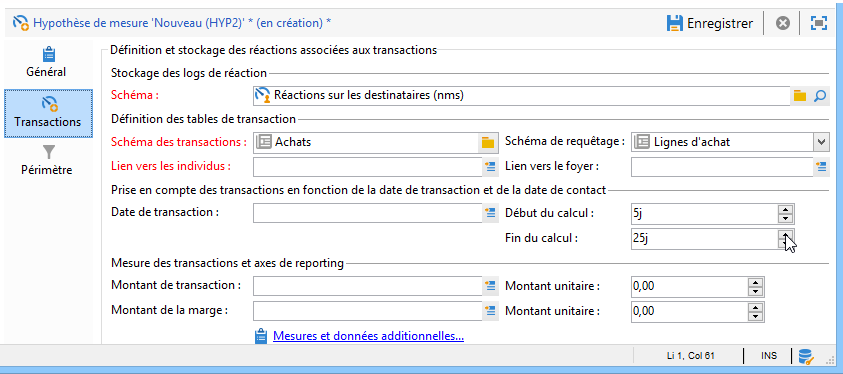 Hypothèse de mesure 'Nouveau (HYP2)' * (en création) *
Enregistrer
Général
Transactions
Périmètre
Définition et stockage des réactions associées aux transactions
Stockage des logs de réaction
Schéma : Réactions sur les destinataires (nms)
Définition des tables de transaction
Schéma des transactions : Achats Schéma de requêtage : Lignes d'achat
Lien vers les individus : Lien vers le foyer :
Prise en compte des transactions en fonction de la date de transaction et de la date de contact
Date de transaction : Début du calcul : 5j
Fin du calcul : 25j
Mesure des transactions et axes de reporting
Montant de transaction : Montant unitaire : 0,00
Montant de la marge : Montant unitaire : 0,00
Mesures et données additionnelles...
Li 1, Col 61 INS